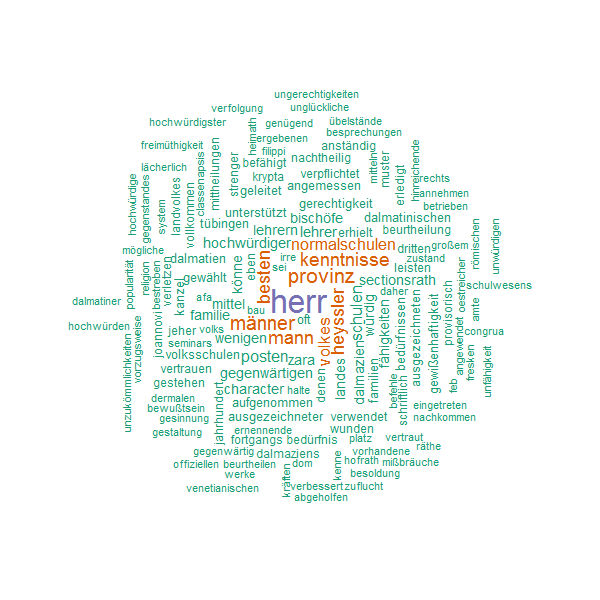 ungerechtigkeiten
verfolgung
unglückliche
hochwürdigster
genügend
übelstände
besprechungen
freimüthigkeit
heimath
ergebenen
filippi
anständig
lächerlich
classenapsis
mittheilungen
strenger
befähigt
nachtheilig
mitteln
muster
hinreichende
hochwürdige
gegenstandes
system
landvolkes
vollkommen
krypta
verpflichtet
geleitet
angemessen
erledigt
rechts
annehmen
tübingen
unterstützt
bischöfe
gerechtigkeit
dalmatinischen
betrieben
lehrern
lehrer
erhielt
beurtheilung
hochwürdiger
normalschulen
dritten
großem
römischen
unwürdigen
mögliche
dalmatien
könne
eben
besten
irre
kenntnisse
sectionsrath
zustand
leisten
popularität
religion
bestreben
verletzen
kanzel
gewählt
sei
provinz
schulwesens
dalmatiner
afa
mittel
bau
herr
heyssler
würdig
daher
provisorisch
oestreicher
amte
hochwürden
joannovi
familie
volks
männer
oft
volkes
schulen
fähigkeiten
bedürfnissen
ausgezeichneten
gewißenhaftigkeit
angewendet
congrua
unzukömmlichkeiten
vorzugsweise
jeher
seminars
wenigen
mann
volksschulen
posten
zara
landes
dalmazien
familien
befehle
schriftlich
feb
fresken
unfähigkeit
vertrauen
gegenwärtigen
denen
gestehen
character
halte
dermalen
bewußtsein
aufgenommen
eingetreten
gesinnung
jahrhundert
ausgezeichneter
verwendet
nachkommen
gestaltung
ernennende
wunden
fortgangs
bedürfnis
platz
vertraut
räthe
gegenwärtig
dalmaziens
vorhandene
offiziellen
beurtheilen
dom
kenne
hofrath
mißbräuche
werke
kräften
besoldung
venetianischen
verbessert
zuflucht
abgeholfen